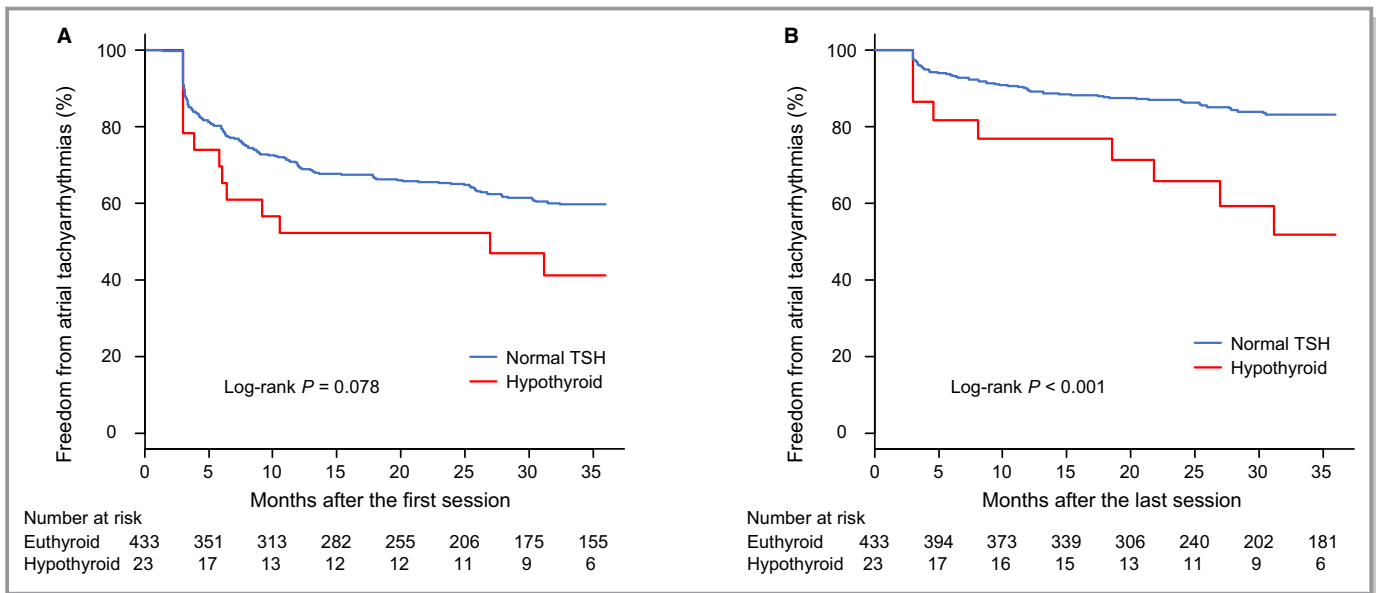 A
Freedom from atrial tachyarrhythmias (%)
100
80
60
40
20
0
Normal TSH
Hypothyroid
Log-rank P = 0.078
0 5 10 15 20 25 30 35
Months after the first session
Number at risk
Euthyroid 433 351 313 282 255 206 175 155
Hypothyroid 23 17 13 12 12 11 9 6
B
Freedom from atrial tachyarrhythmias (%)
100
80
60
40
20
0
Normal TSH
Hypothyroid
Log-rank P < 0.001
0 5 10 15 20 25 30 35
Months after the last session
Number at risk
Euthyroid 433 394 373 339 306 240 202 181
Hypothyroid 23 17 16 15 13 11 9 6